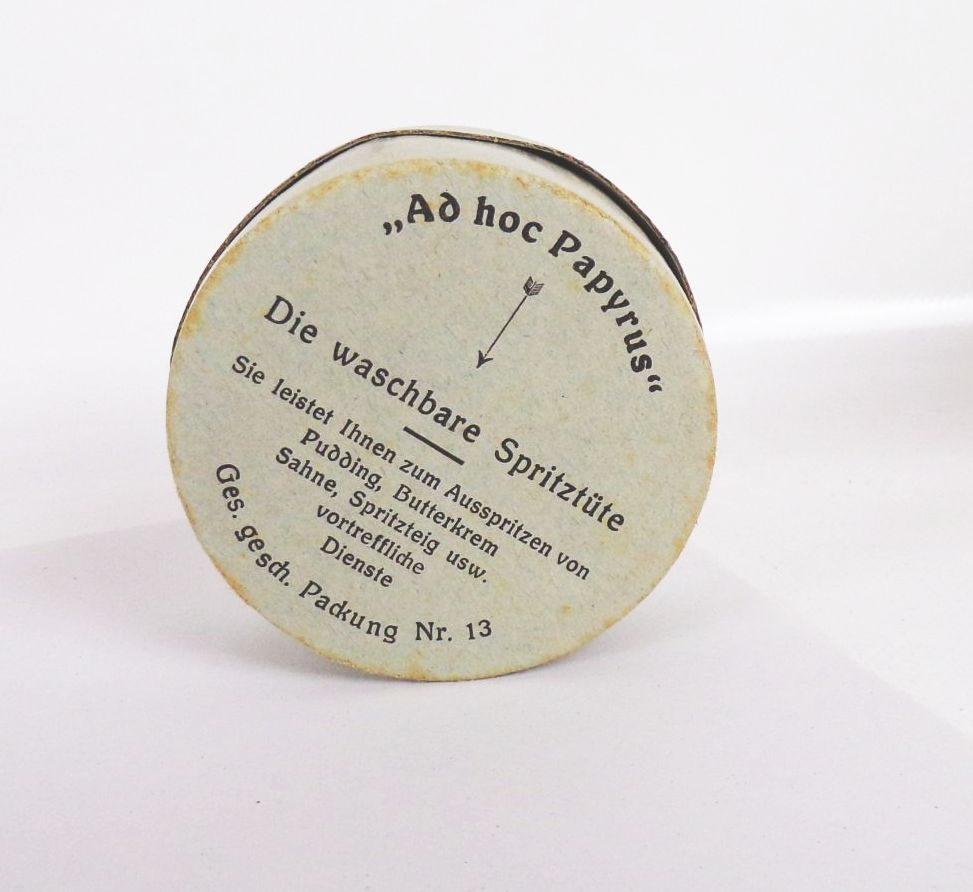 „Ad hoc Papyrus“
Die waschbare Spritztüte
Sie leistet Ihnen zum Ausspritzen von
Pudding, Butterkrem
Sahne, Spritzteig usw.
vortreffliche
Dienste
Ges. gesch. Packung Nr. 13